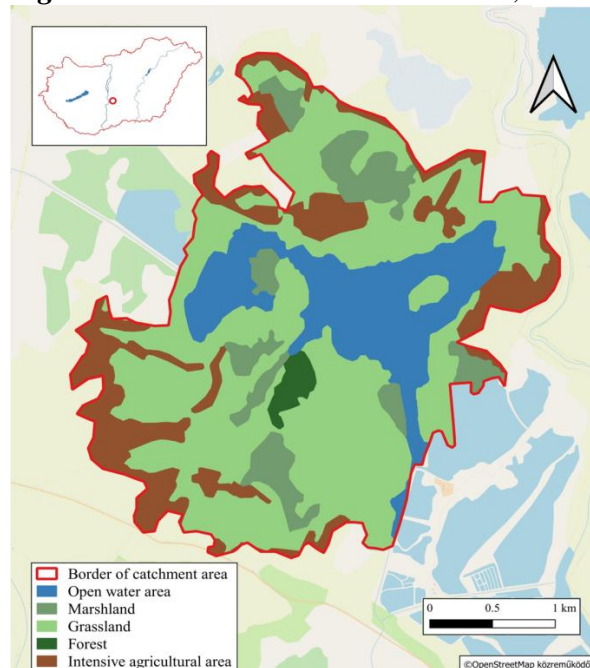 Border of catchment area
Open water area
Marshland
Grassland
Forest
Intensive agricultural area
0 0.5 1 km
©OpenStreetMap közreműködő